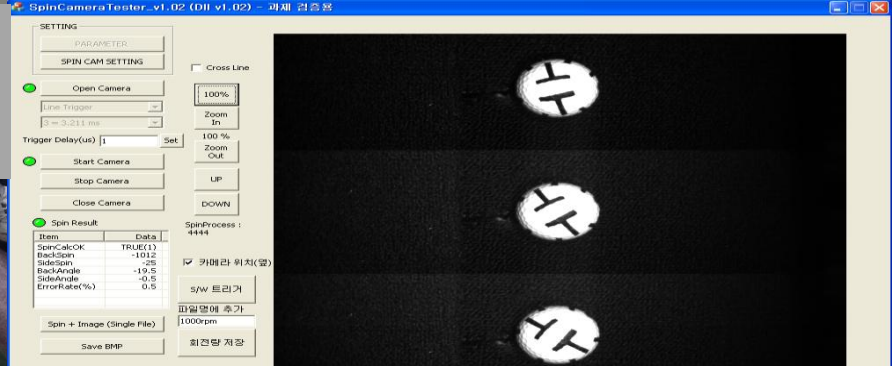 SpinCameraTester_v1.02 (Dll v1.02) - 과제 검증용
SETTING
PARAMETER
SPIN CAM SETTING
Open Camera
Line Trigger
3 = 3.211 ms
Trigger Delay(us) 1 Set
Start Camera
Stop Camera
Close Camera
Spin Result
Item Data
SpinCalcOK TRUE(1)
BackSpin -1012
SideSpin -25
BackAngle -19.5
SideAngle -0.5
ErrorRate(%) 0.5
Spin + Image (Single File)
Save BMP
Cross Line
100%
Zoom
In
100 %
Zoom
Out
UP
DOWN
SpinProcess :
4444
카메라 위치(옆)
S/W 트리거
파일명에 추가
1000rpm
회전량 저장